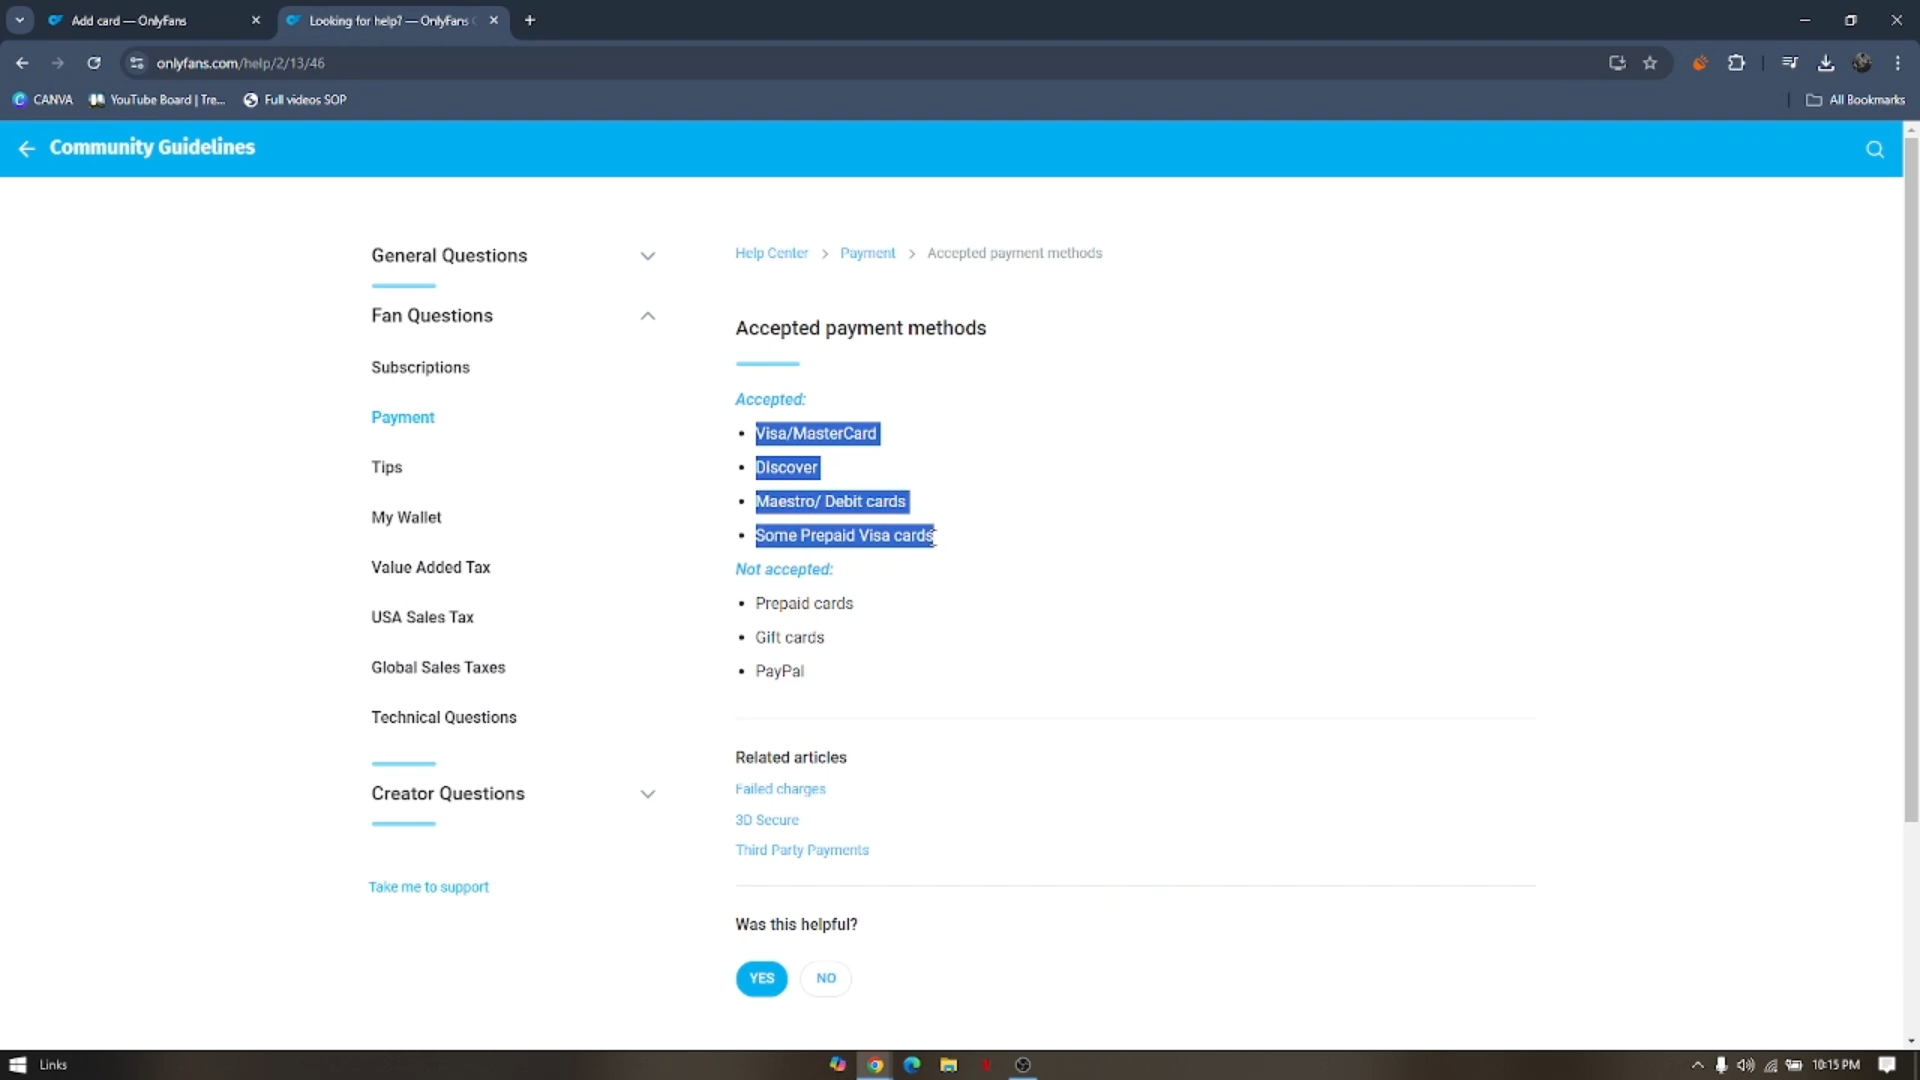 Add card — OnlyFans
Looking for help? — OnlyFans
onlyfans.com/help/2/13/46
CANVA
YouTube Board | Tre...
Full videos SOP
All Bookmarks
Community Guidelines
General Questions
Fan Questions
Subscriptions
Payment
Tips
My Wallet
Value Added Tax
USA Sales Tax
Global Sales Taxes
Technical Questions
Creator Questions
Take me to support
Help Center > Payment > Accepted payment methods
Accepted payment methods
Accepted:
• Visa/MasterCard
• Discover
• Maestro/ Debit cards
• Some Prepaid Visa cards
Not accepted:
• Prepaid cards
• Gift cards
• PayPal
Related articles
Failed charges
3D Secure
Third Party Payments
Was this helpful?
YES
NO
Links
10:15 PM